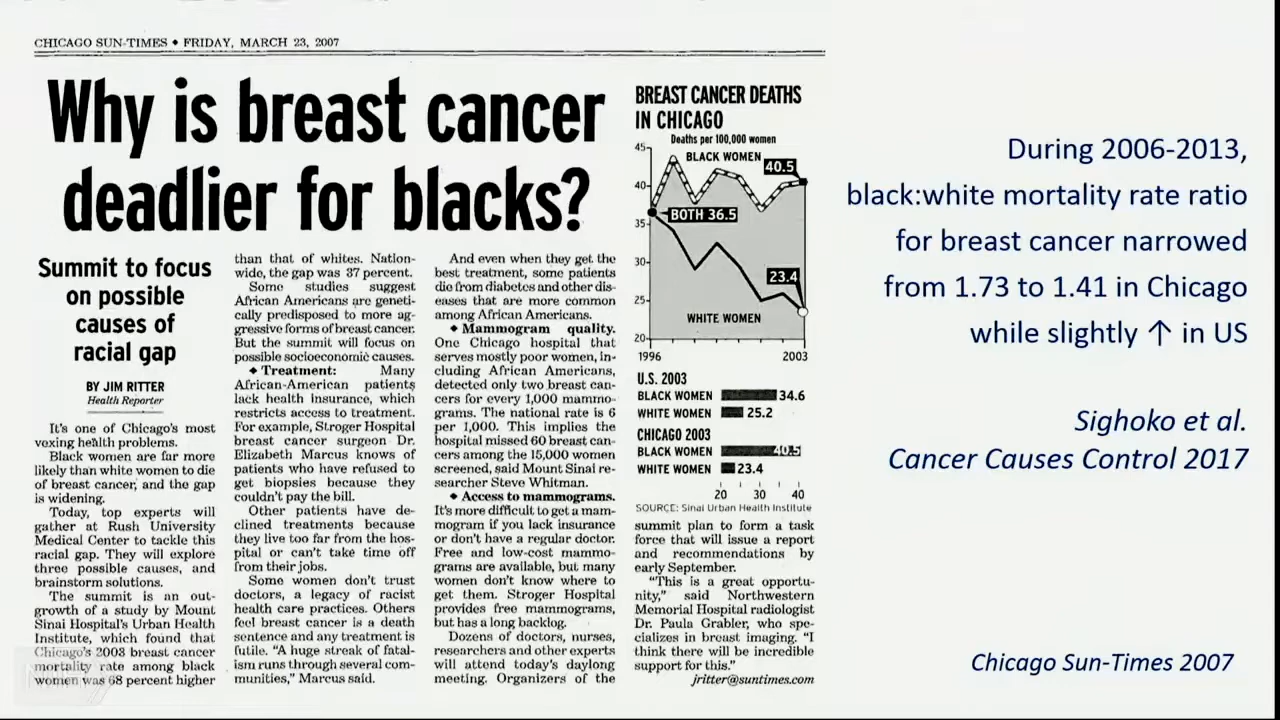 CHICAGO SUN-TIMES ◆ FRIDAY, MARCH 23, 2007
Why is breast cancer
deadlier for blacks?
Summit to focus
on possible
causes of
racial gap
BY JIM RITTER
Health Reporter
It's one of Chicago's most
vexing health problems.
Black women are far more
likely than white women to die
of breast cancer, and the gap
is widening.
Today, top experts will
gather at Rush University
Medical Center to tackle this
racial gap. They will explore
three possible causes, and
brainstorm solutions.
The summit is an out-
growth of a study by Mount
Sinai Hospital's Urban Health
Institute, which found that
Chicago's 2003 breast cancer
mortality rate among black
women was 68 percent higher
than that of whites. Nation-
wide, the gap was 37 percent.
Some studies suggest
African Americans are geneti-
cally predisposed to more ag-
gressive forms of breast cancer.
But the summit will focus on
possible socioeconomic causes.
◆ Treatment: Many
African-American patients
lack health insurance, which
restricts access to treatment.
For example, Stroger Hospital
breast cancer surgeon Dr.
Elizabeth Marcus knows of
patients who have refused to
get biopsies because they
couldn't pay the bill.
Other patients have de-
clined treatments because
they live too far from the hos-
pital or can't take time off
from their jobs.
Some women don't trust
doctors, a legacy of racist
health care practices. Others
feel breast cancer is a death
sentence and any treatment is
futile. "A huge streak of fatal-
ism runs through several com-
munities," Marcus said.
And even when they get the
best treatment, some patients
die from diabetes and other dis-
eases that are more common
among African Americans.
◆ Mammogram quality.
One Chicago hospital that
serves mostly poor women, in-
cluding African Americans,
detected only two breast can-
cers for every 1,000 mammo-
grams. The national rate is 6
per 1,000. This implies the
hospital missed 60 breast can-
cers among the 15,000 women
screened, said Mount Sinai re-
searcher Steve Whitman.
◆ Access to mammograms.
It's more difficult to get a mam-
mogram if you lack insurance
or don't have a regular doctor.
Free and low-cost mammo-
grams are available, but many
women don't know where to
get them. Stroger Hospital
provides free mammograms,
but has a long backlog.
Dozens of doctors, nurses,
researchers and other experts
will attend today's daylong
meeting. Organizers of the
BREAST CANCER DEATHS
IN CHICAGO
Deaths per 100,000 women
45
BLACK WOMEN
40.5
40
BOTH 36.5
35
30
23.4
25
WHITE WOMEN
20
1996 2003
U.S. 2003
BLACK WOMEN 34.6
WHITE WOMEN 25.2
CHICAGO 2003
BLACK WOMEN 40.5
WHITE WOMEN 23.4
20 30 40
SOURCE: Sinai Urban Health Institute
summit plan to form a task
force that will issue a report
and recommendations by
early September.
"This is a great opportu-
nity," said Northwestern
Memorial Hospital radiologist
Dr. Paula Grabler, who spe-
cializes in breast imaging. "I
think there will be incredible
support for this."
jritter@suntimes.com
During 2006-2013,
black:white mortality rate ratio
for breast cancer narrowed
from 1.73 to 1.41 in Chicago
while slightly ↑ in US
Sighoko et al.
Cancer Causes Control 2017
Chicago Sun-Times 2007